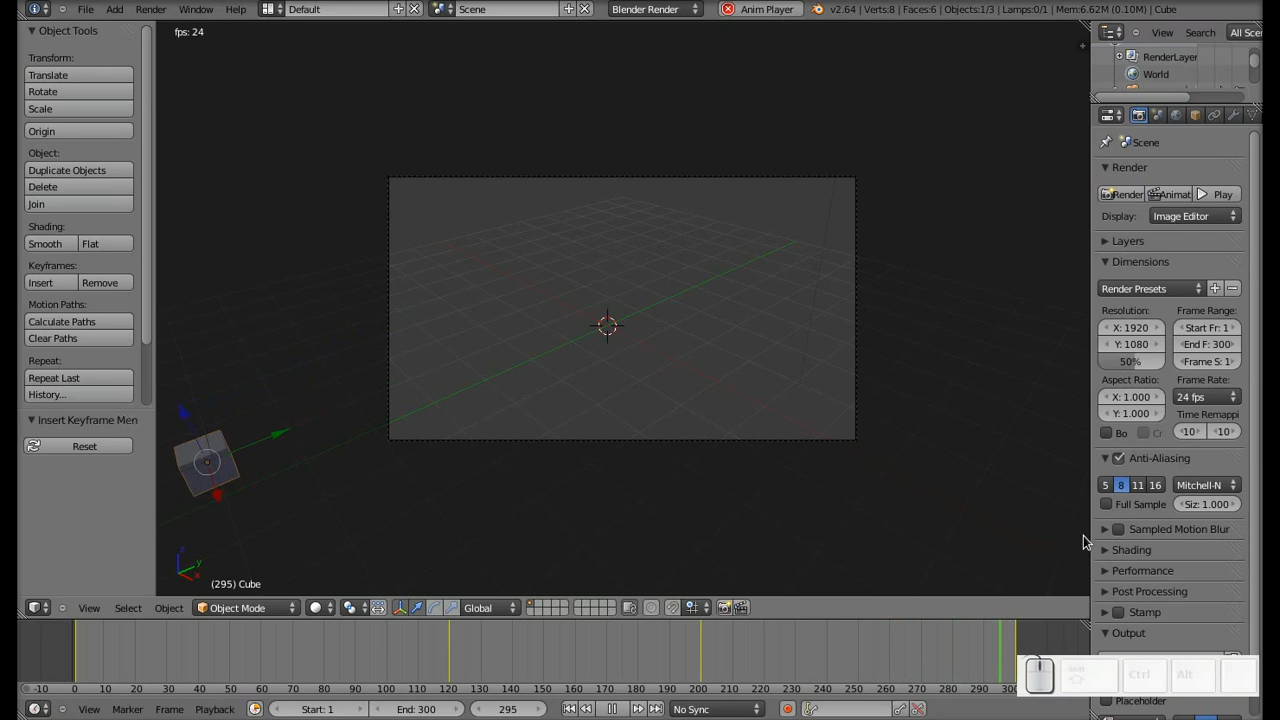 File Add Render Window Help Default Scene Blender Render Anim Player v2.64 | Verts:8 | Faces:6 | Objects:1/3 | Lamps:0/1 | Mem:6.62M (0.10M) | Cube
Object Tools
Transform:
Translate
Rotate
Scale
Origin
Object:
Duplicate Objects
Delete
Join
Shading:
Smooth Flat
Keyframes:
Insert Remove
Motion Paths:
Calculate Paths
Clear Paths
Repeat:
Repeat Last
History...
Insert Keyframe Men
Reset
fps: 24
z
y
x
(295) Cube
View Select Object Object Mode Global
-10 0 10 20 30 40 50 60 70 80 90 100 110 120 130 140 150 160 170 180 190 200 210 220 230 240 250 260 270 280 290 300
View Marker Frame Playback Start: 1 End: 300 295 No Sync
View Search All Sce
RenderLayer
World
Scene
Render
Render Animat Play
Display: Image Editor
Layers
Dimensions
Render Presets
Resolution: Frame Range:
X: 1920 Start Fr: 1
Y: 1080 End F: 300
50% Frame S: 1
Aspect Ratio: Frame Rate:
X: 1.000 24 fps
Y: 1.000 Time Remappi
Bo Cr 10 10
Anti-Aliasing
5 8 11 16 Mitchell-N
Full Sample Siz: 1.000
Sampled Motion Blur
Shading
Performance
Post Processing
Stamp
Output
Shift Ctrl Alt
Placeholder